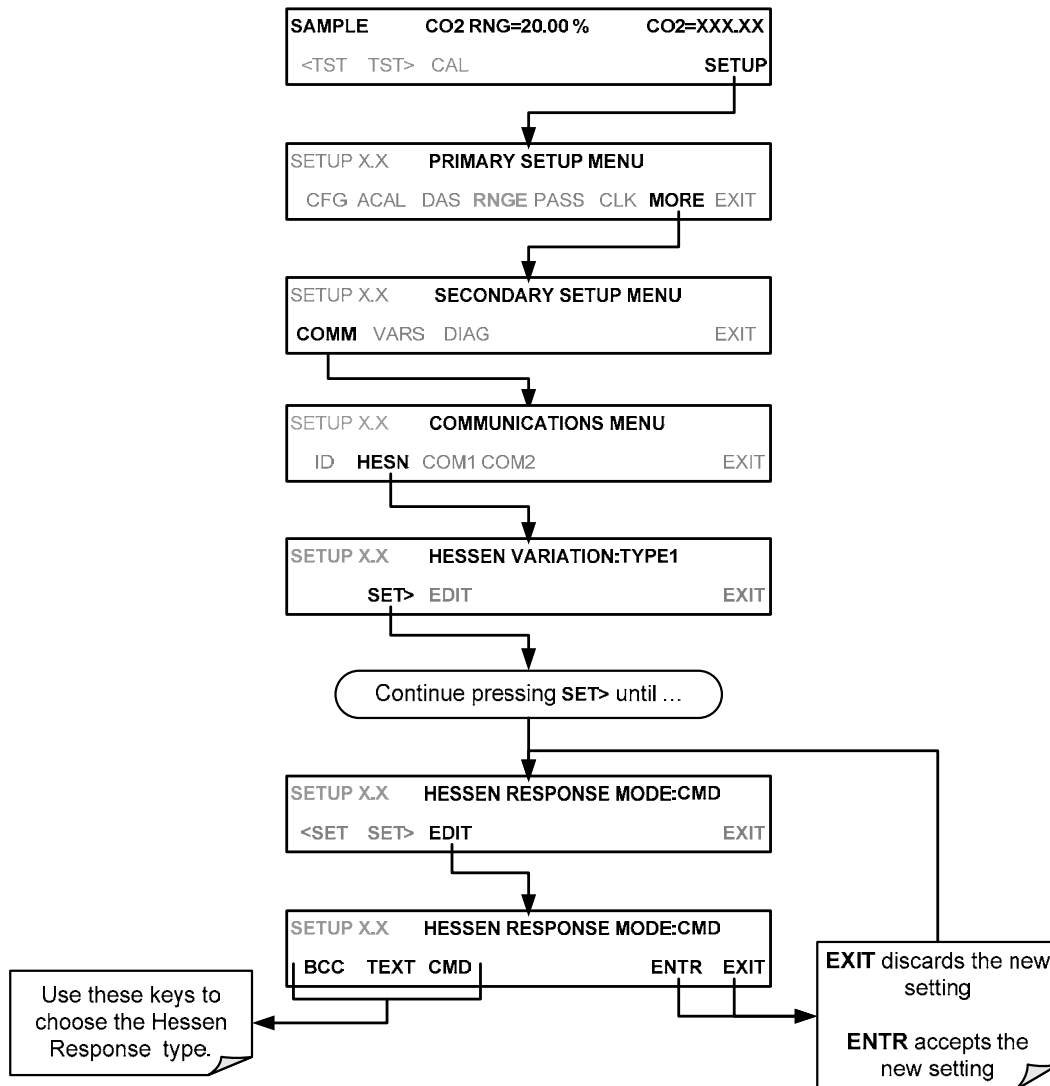 SAMPLE CO2 RNG=20.00 % CO2=XXX.XX
<TST TST> CAL SETUP
SETUP X.X PRIMARY SETUP MENU
CFG ACAL DAS RNGE PASS CLK MORE EXIT
SETUP X.X SECONDARY SETUP MENU
COMM VARS DIAG EXIT
SETUP X.X COMMUNICATIONS MENU
ID HESN COM1 COM2 EXIT
SETUP X.X HESSEN VARIATION:TYPE1
SET> EDIT EXIT
Continue pressing SET> until …
SETUP X.X HESSEN RESPONSE MODE:CMD
<SET SET> EDIT EXIT
SETUP X.X HESSEN RESPONSE MODE:CMD
BCC TEXT CMD ENTR EXIT
Use these keys to
choose the Hessen
Response type.
EXIT discards the new
setting
ENTR accepts the
new setting